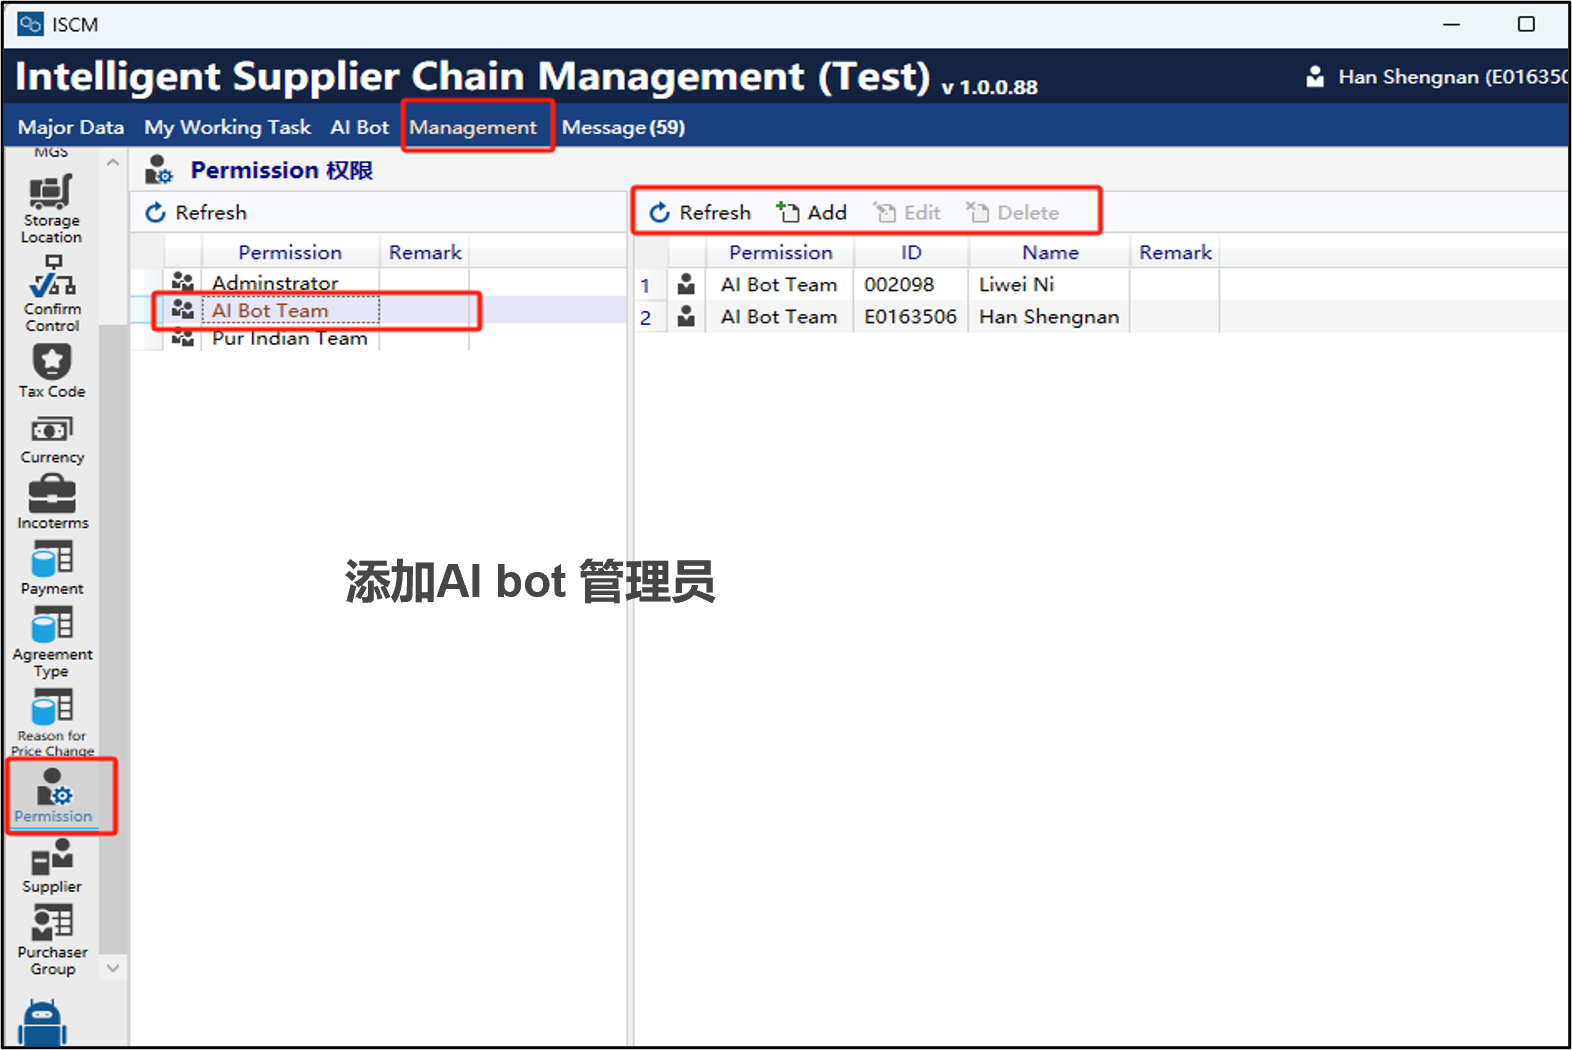 ISCM
Intelligent Supplier Chain Management (Test) v 1.0.0.88
Han Shengnan (E016350
Major Data My Working Task AI Bot Management Message (59)
MGS
Storage
Location
Confirm
Control
Tax Code
Currency
Incoterms
Payment
Agreement
Type
Reason for
Price Change
Permission
Supplier
Purchaser
Group
Permission 权限
Refresh
Permission Remark
Adminstrator
AI Bot Team
Pur Indian Team
Refresh Add Edit Delete
Permission ID Name Remark
1 AI Bot Team 002098 Liwei Ni
2 AI Bot Team E0163506 Han Shengnan
添加AI bot 管理员